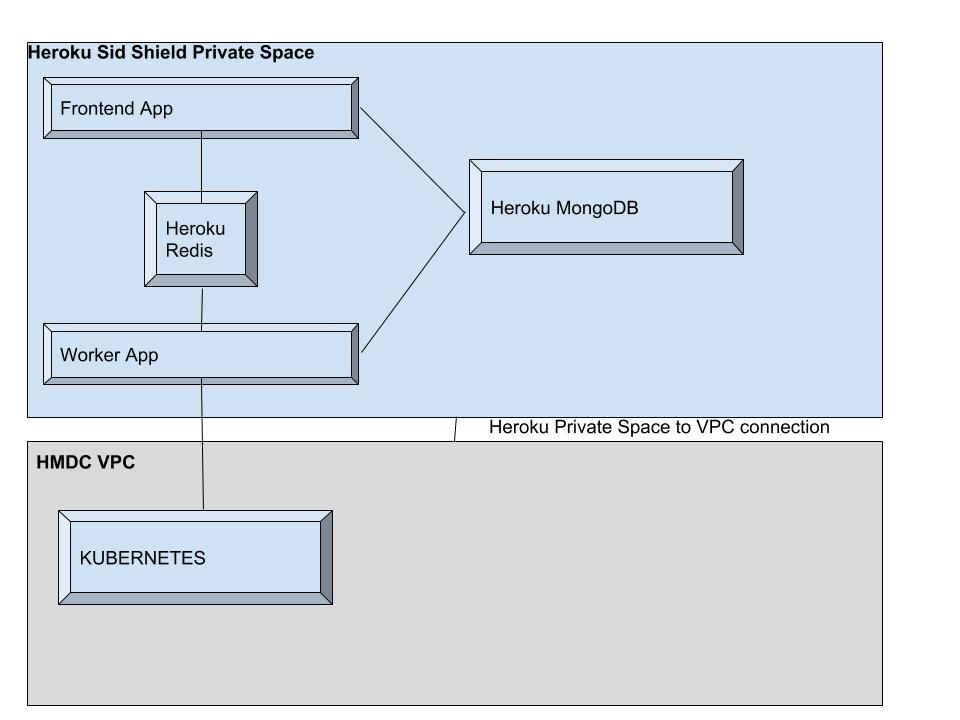 Heroku Sid Shield Private Space
Frontend App
Heroku MongoDB
Heroku
Redis
Worker App
Heroku Private Space to VPC connection
HMDC VPC
KUBERNETES